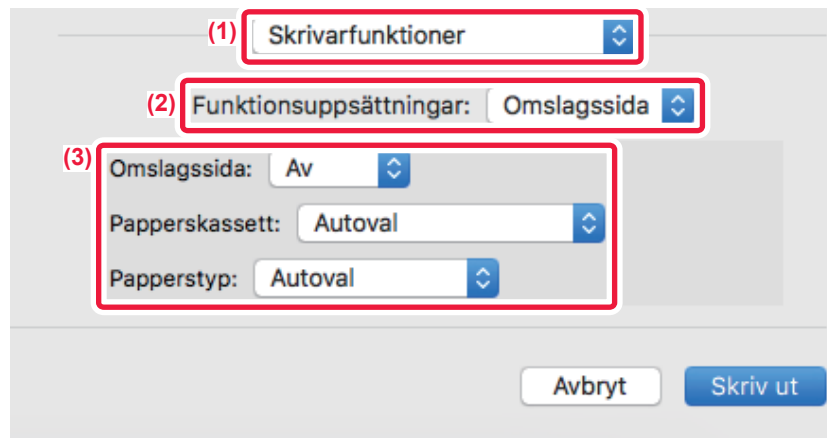 (1) Skrivarfunktioner
(2) Funktionsuppsättningar: Omslagssida
(3)
Omslagssida: Av
Papperskassett: Autoval
Papperstyp: Autoval
Avbryt Skriv ut